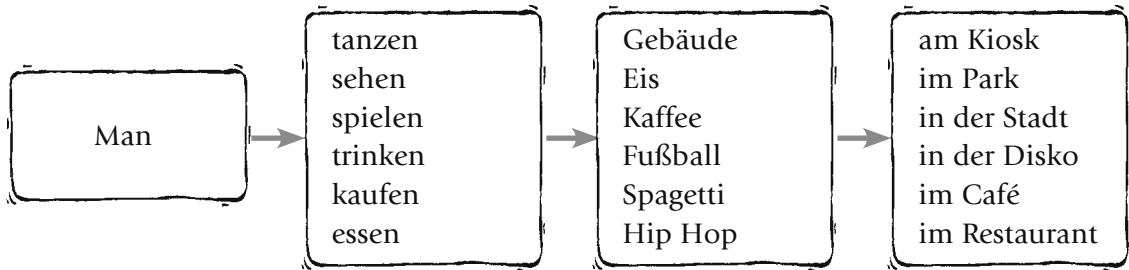 Man
tanzen
sehen
spielen
trinken
kaufen
essen
Gebäude
Eis
Kaffee
Fußball
Spagetti
Hip Hop
am Kiosk
im Park
in der Stadt
in der Disko
im Café
im Restaurant